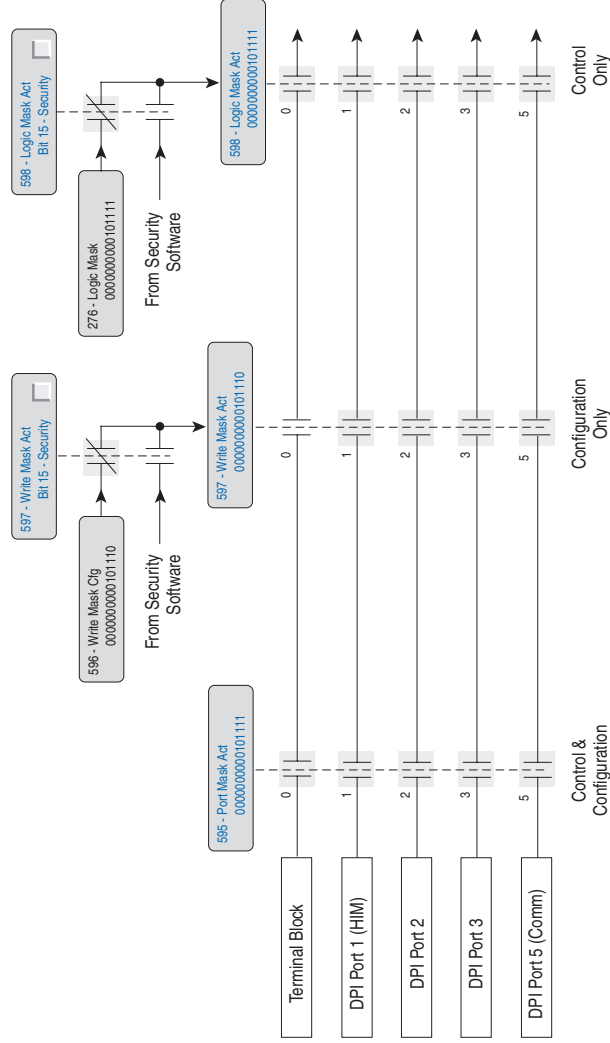 597 - Write Mask Act
Bit 15 - Security
598 - Logic Mask Act
Bit 15 - Security
596 - Write Mask Cfg
0000000000101110
276 - Logic Mask
0000000000101111
From Security
Software
From Security
Software
595 - Port Mask Act
0000000000101111
597 - Write Mask Act
0000000000101110
598 - Logic Mask Act
0000000000101111
Terminal Block
0
0
0
DPI Port 1 (HIM)
1
1
1
DPI Port 2
2
2
2
DPI Port 3
3
3
3
DPI Port 5 (Comm)
5
5
5
Control &
Configuration
Configuration
Only
Control
Only